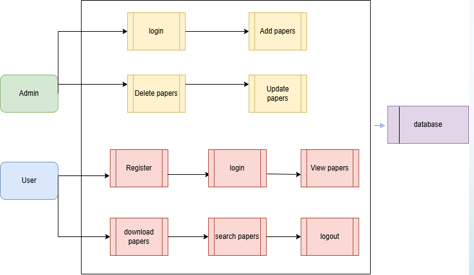 login
Add papers
Admin
Delete papers
Update
papers
database
User
Register
login
View papers
download
papers
search papers
logout